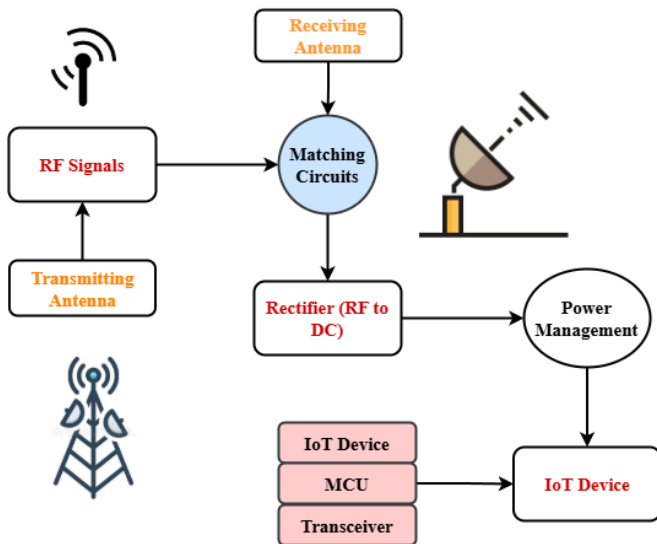 Receiving
Antenna
RF Signals
Matching
Circuits
Transmitting
Antenna
Rectifier (RF to
DC)
Power
Management
IoT Device
MCU
Transceiver
IoT Device